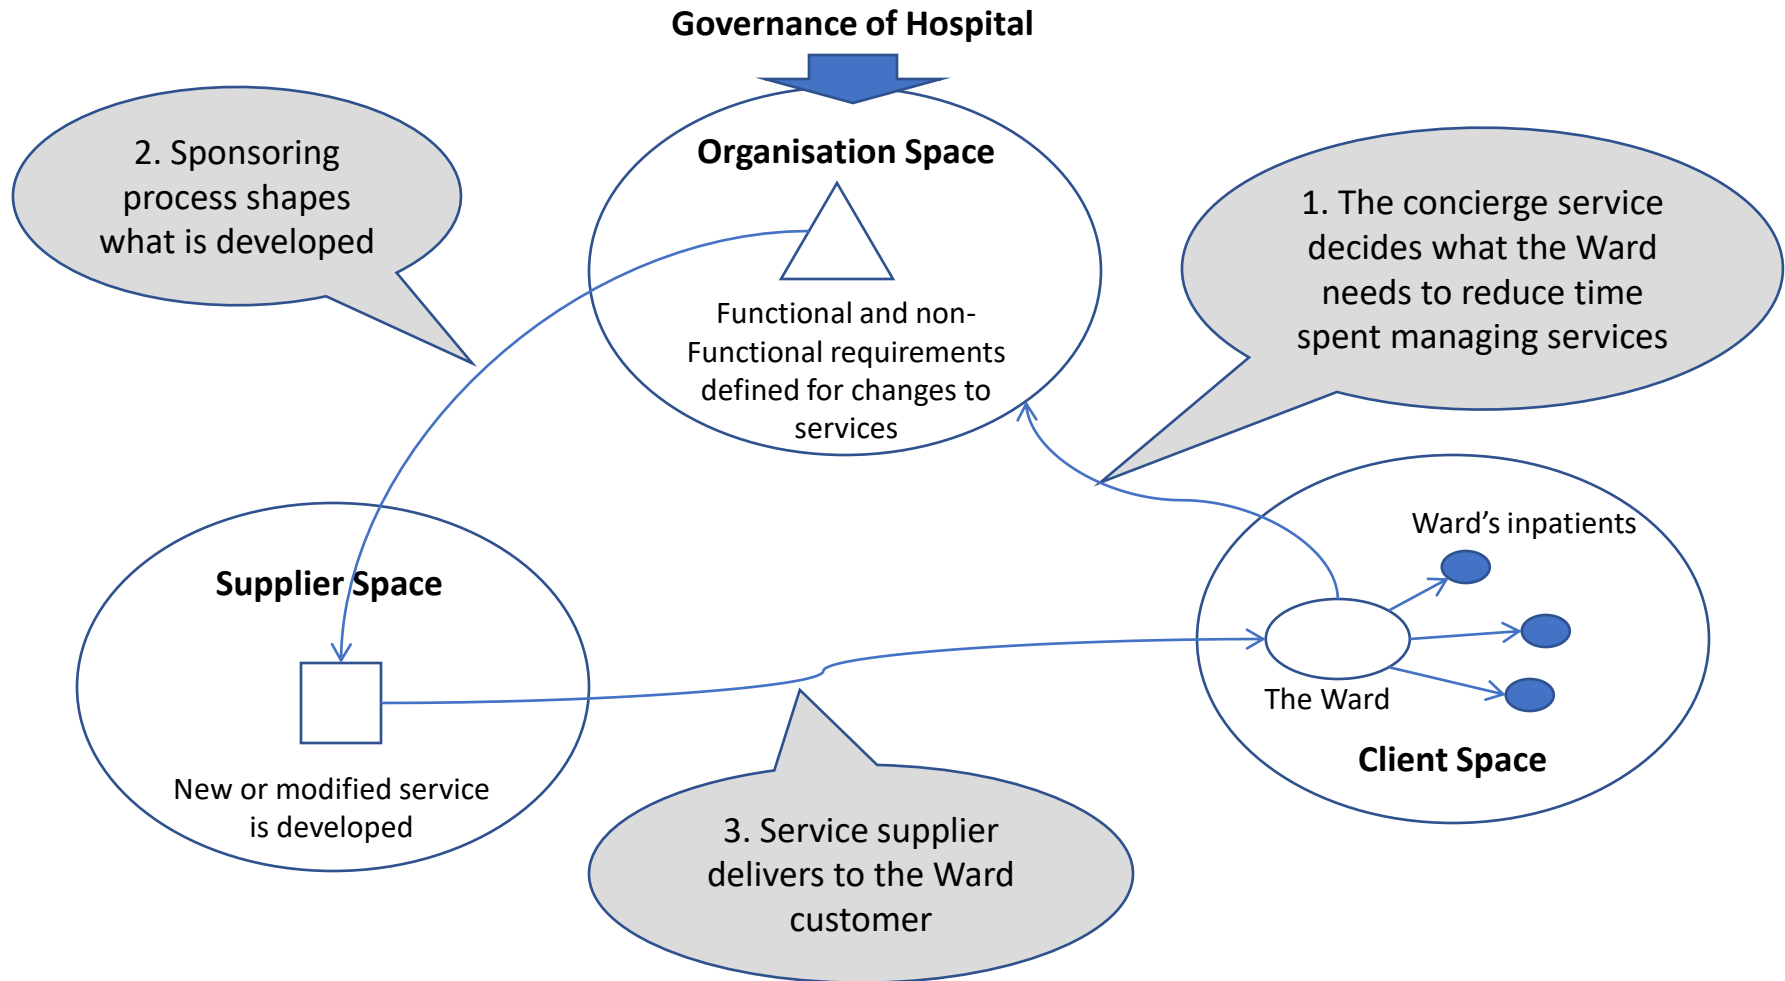 Governance of Hospital
Organisation Space
Functional and non-
Functional requirements
defined for changes to
services
2. Sponsoring
process shapes
what is developed
1. The concierge service
decides what the Ward
needs to reduce time
spent managing services
Supplier Space
New or modified service
is developed
3. Service supplier
delivers to the Ward
customer
Ward’s inpatients
The Ward
Client Space